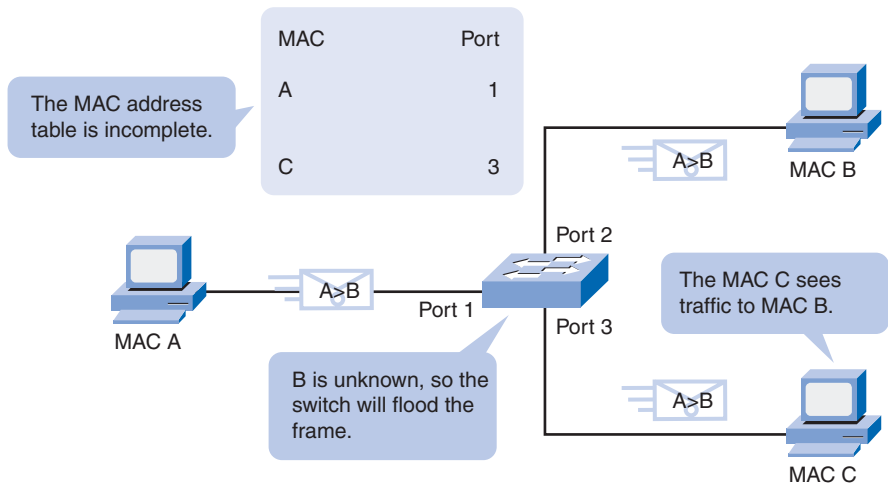 MAC Port
A 1
C 3
The MAC address
table is incomplete.
A>B
MAC B
Port 2
A>B
Port 1
MAC A
Port 3
The MAC C sees
traffic to MAC B.
B is unknown, so the
switch will flood the
frame.
A>B
MAC C